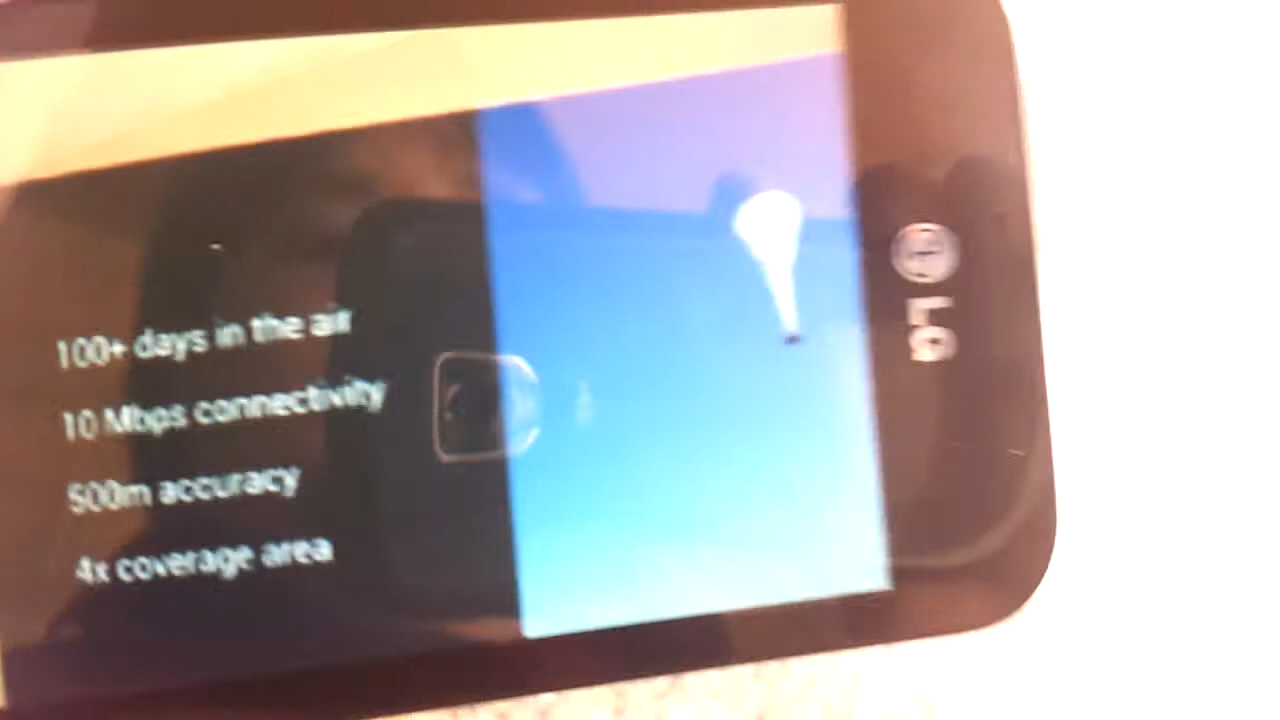 100+ days in the air
10 Mbps connectivity
500m accuracy
4x coverage area
LG